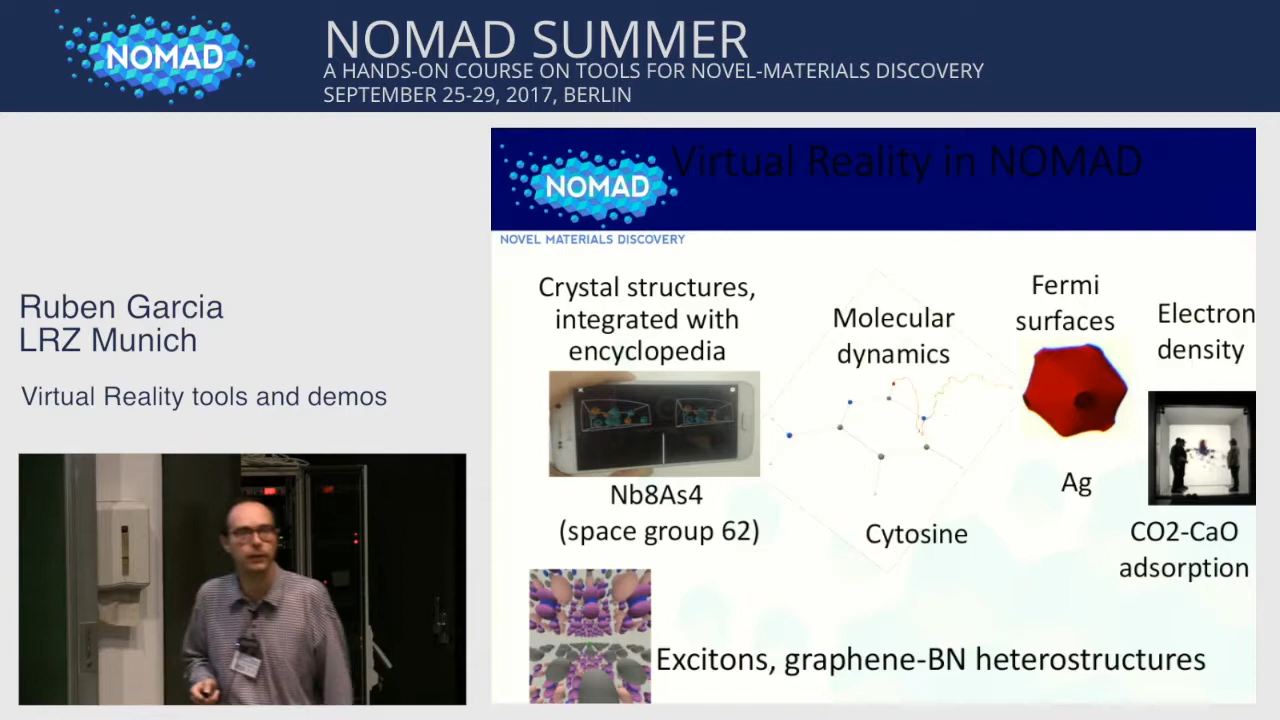 NOMAD
NOMAD SUMMER
A HANDS-ON COURSE ON TOOLS FOR NOVEL-MATERIALS DISCOVERY
SEPTEMBER 25-29, 2017, BERLIN
Ruben Garcia
LRZ Munich
Virtual Reality tools and demos
Virtual Reality in NOMAD
NOMAD
NOVEL MATERIALS DISCOVERY
Crystal structures,
integrated with
encyclopedia
Nb8As4
(space group 62)
Molecular
dynamics
Cytosine
Fermi
surfaces
Ag
Electron
density
CO2-CaO
adsorption
Excitons, graphene-BN heterostructures